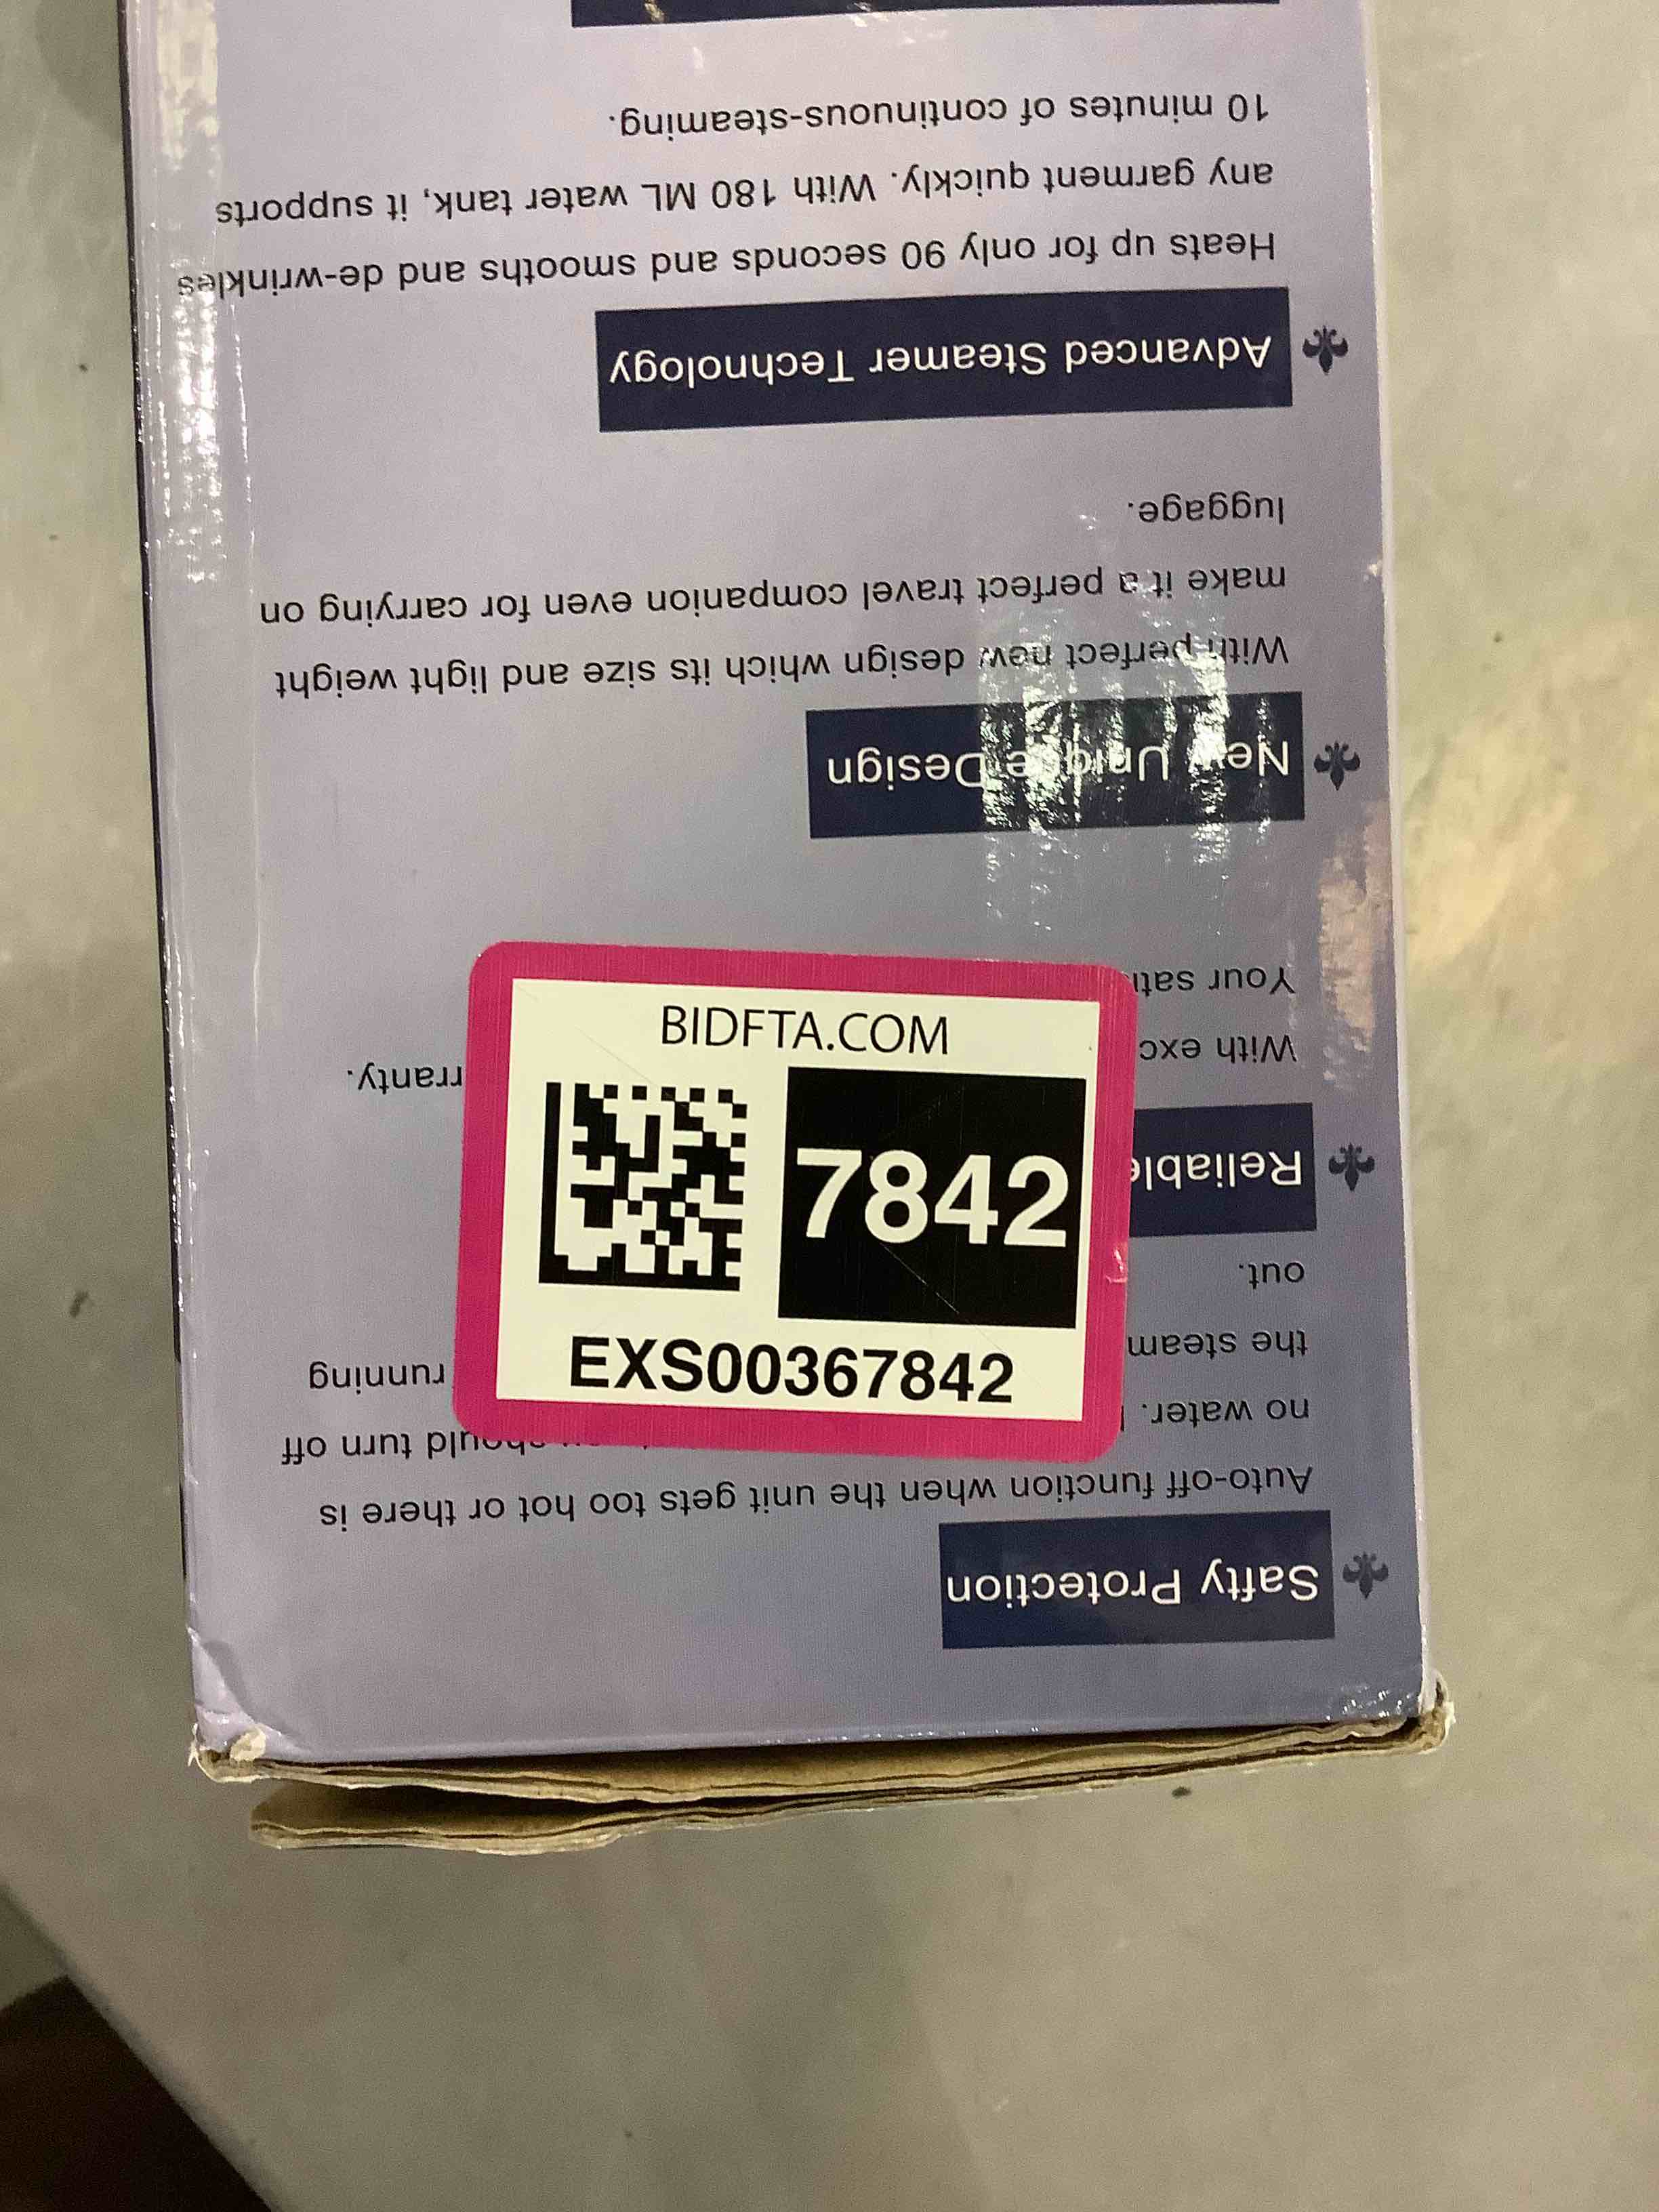 Safty Protection
Auto-off function when the unit gets too hot or there is
no water. should turn off
the steam running
out.
Reliable
With exc rranty.
Your sati
New Unique Design
With perfect new design which its size and light weight
make it a perfect travel companion even for carrying on
luggage.
Advanced Steamer Technology
Heats up for only 90 seconds and smooths and de-wrinkles
any garment quickly. With 180 ML water tank, it supports
10 minutes of continuous-steaming.
BIDFTA.COM
7842
EXS00367842